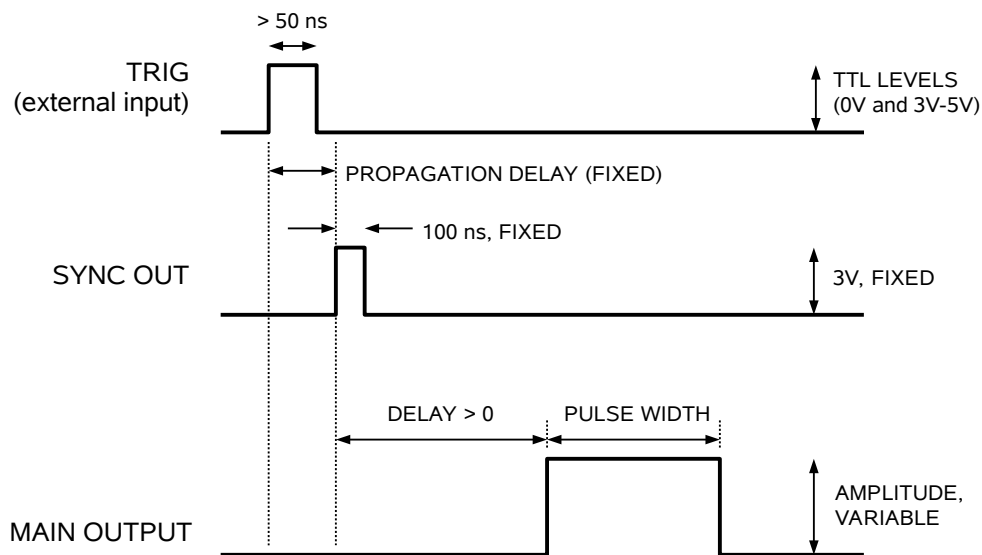 > 50 ns
TRIG
(external input)
TTL LEVELS
(0V and 3V-5V)
PROPAGATION DELAY (FIXED)
100 ns, FIXED
SYNC OUT
3V, FIXED
DELAY > 0
PULSE WIDTH
AMPLITUDE,
VARIABLE
MAIN OUTPUT